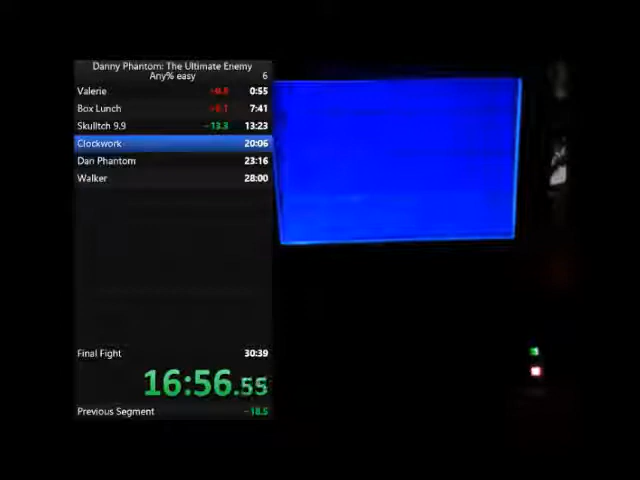 Danny Phantom: The Ultimate Enemy
Any% easy 6
Valerie 0:55
Box Lunch 7:41
Skulltch 9.9 −13.3 13:23
Clockwork 20:06
Dan Phantom 23:16
Walker 28:00
Final Fight 30:39
16:56.55
Previous Segment −18.5